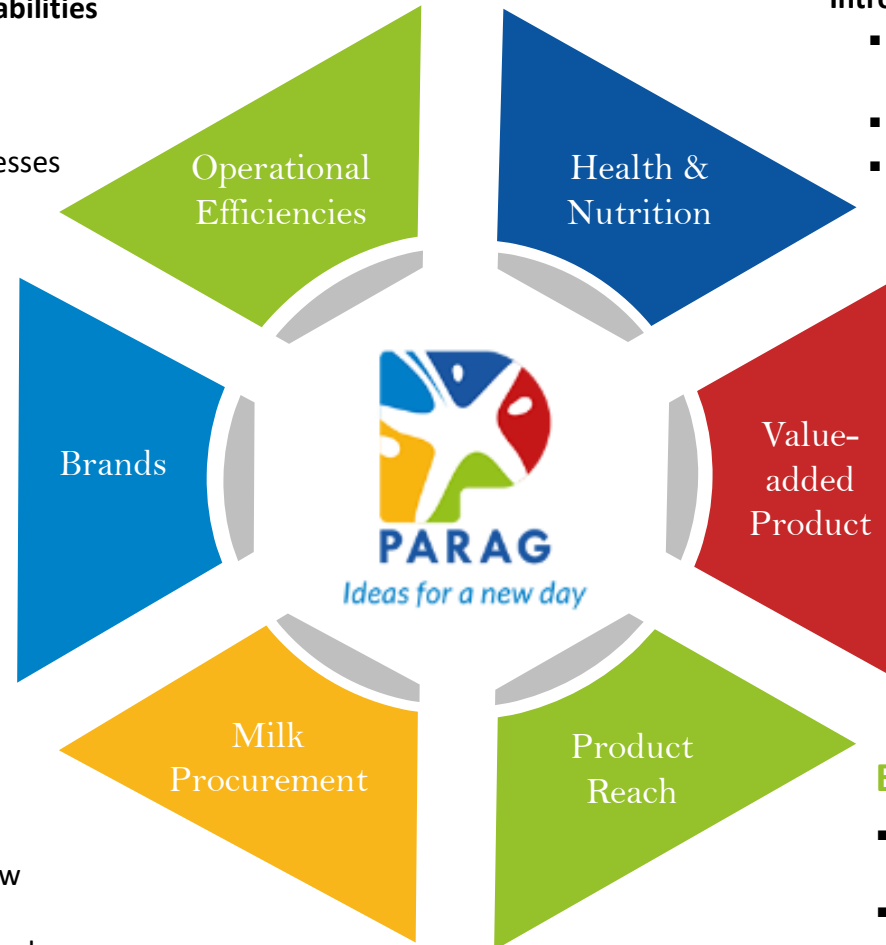 abilities
esses
Operational
Efficiencies
Health &
Nutrition
Brands
Value-
added
Product
PARAG
Ideas for a new day
Milk
Procurement
Product
Reach